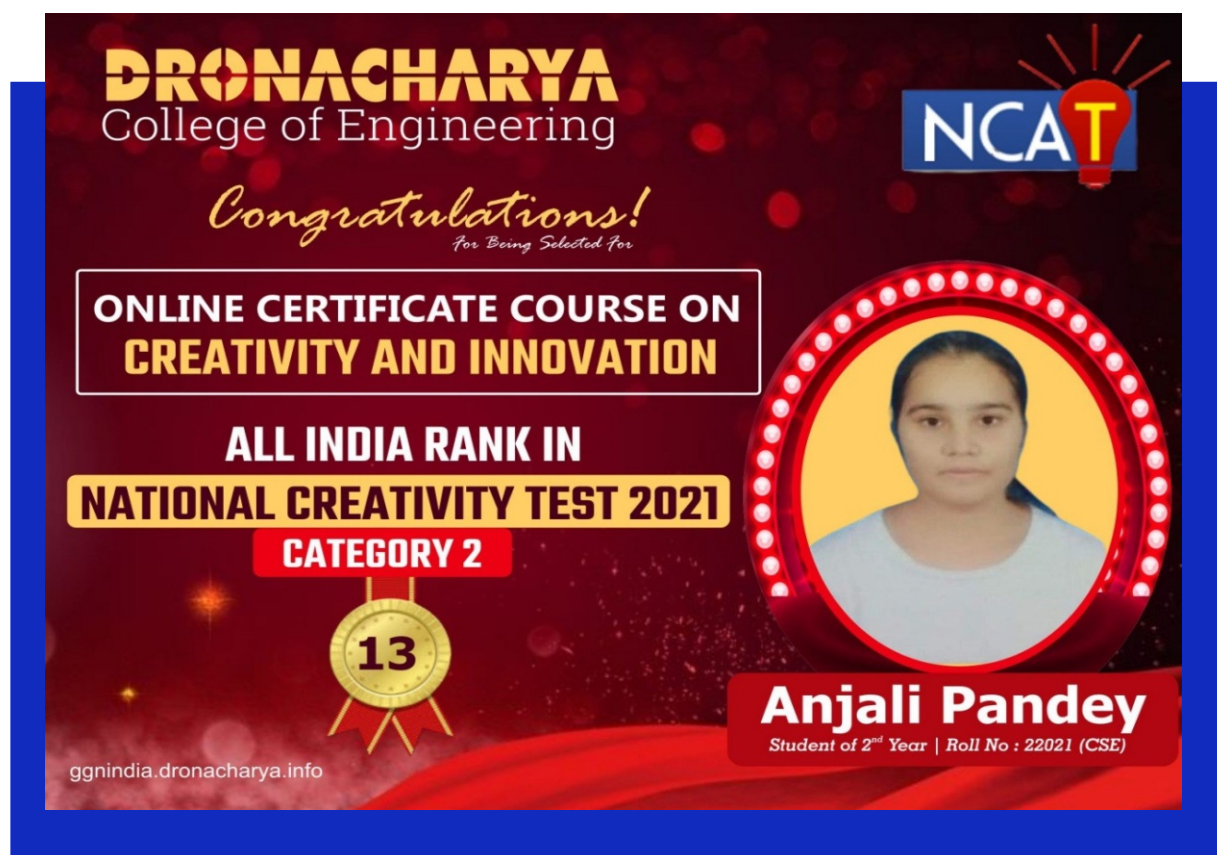 DRONACHARYA
College of Engineering
NCAT
Congratulations!
For Being Selected For
ONLINE CERTIFICATE COURSE ON
CREATIVITY AND INNOVATION
ALL INDIA RANK IN
NATIONAL CREATIVITY TEST 2021
CATEGORY 2
13
Anjali Pandey
Student of 2nd Year | Roll No : 22021 (CSE)
ggnindia.dronacharya.info